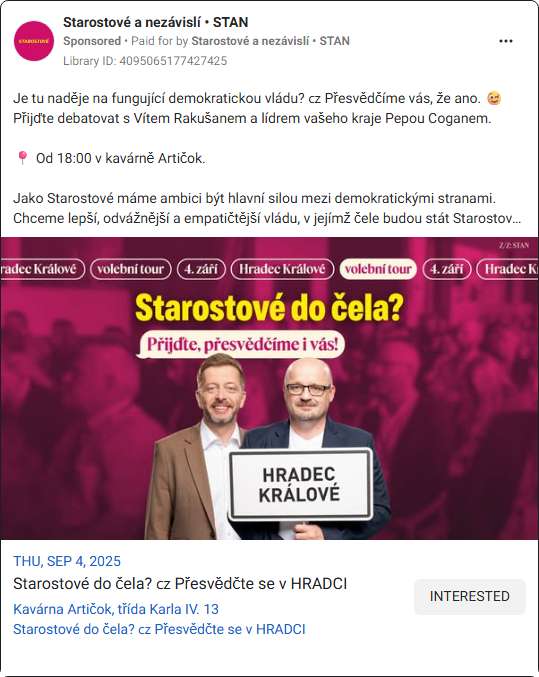 Starostové a nezávislí • STAN
Sponsored • Paid for by Starostové a nezávislí • STAN
Library ID: 4095065177427425
STAROSTOVÉ
Je tu naděje na fungující demokratickou vládu? cz Přesvědčíme vás, že ano. 😉
Přijďte debatovat s Vítem Rakušanem a lídrem vašeho kraje Pepou Coganem.
📍 Od 18:00 v kavárně Artičok.
Jako Starostové máme ambici být hlavní silou mezi demokratickými stranami.
Chceme lepší, odvážnější a empatičtější vládu, v jejímž čele budou stát Starostov…
Z/Z: STAN
radec Králové volební tour 4. září Hradec Králové volební tour 4. září Hradec K
Starostové do čela?
Přijďte, přesvědčíme i vás!
HRADEC
KRÁLOVÉ
THU, SEP 4, 2025
Starostové do čela? cz Přesvědčte se v HRADCI
Kavárna Artičok, třída Karla IV. 13
Starostové do čela? cz Přesvědčte se v HRADCI
INTERESTED